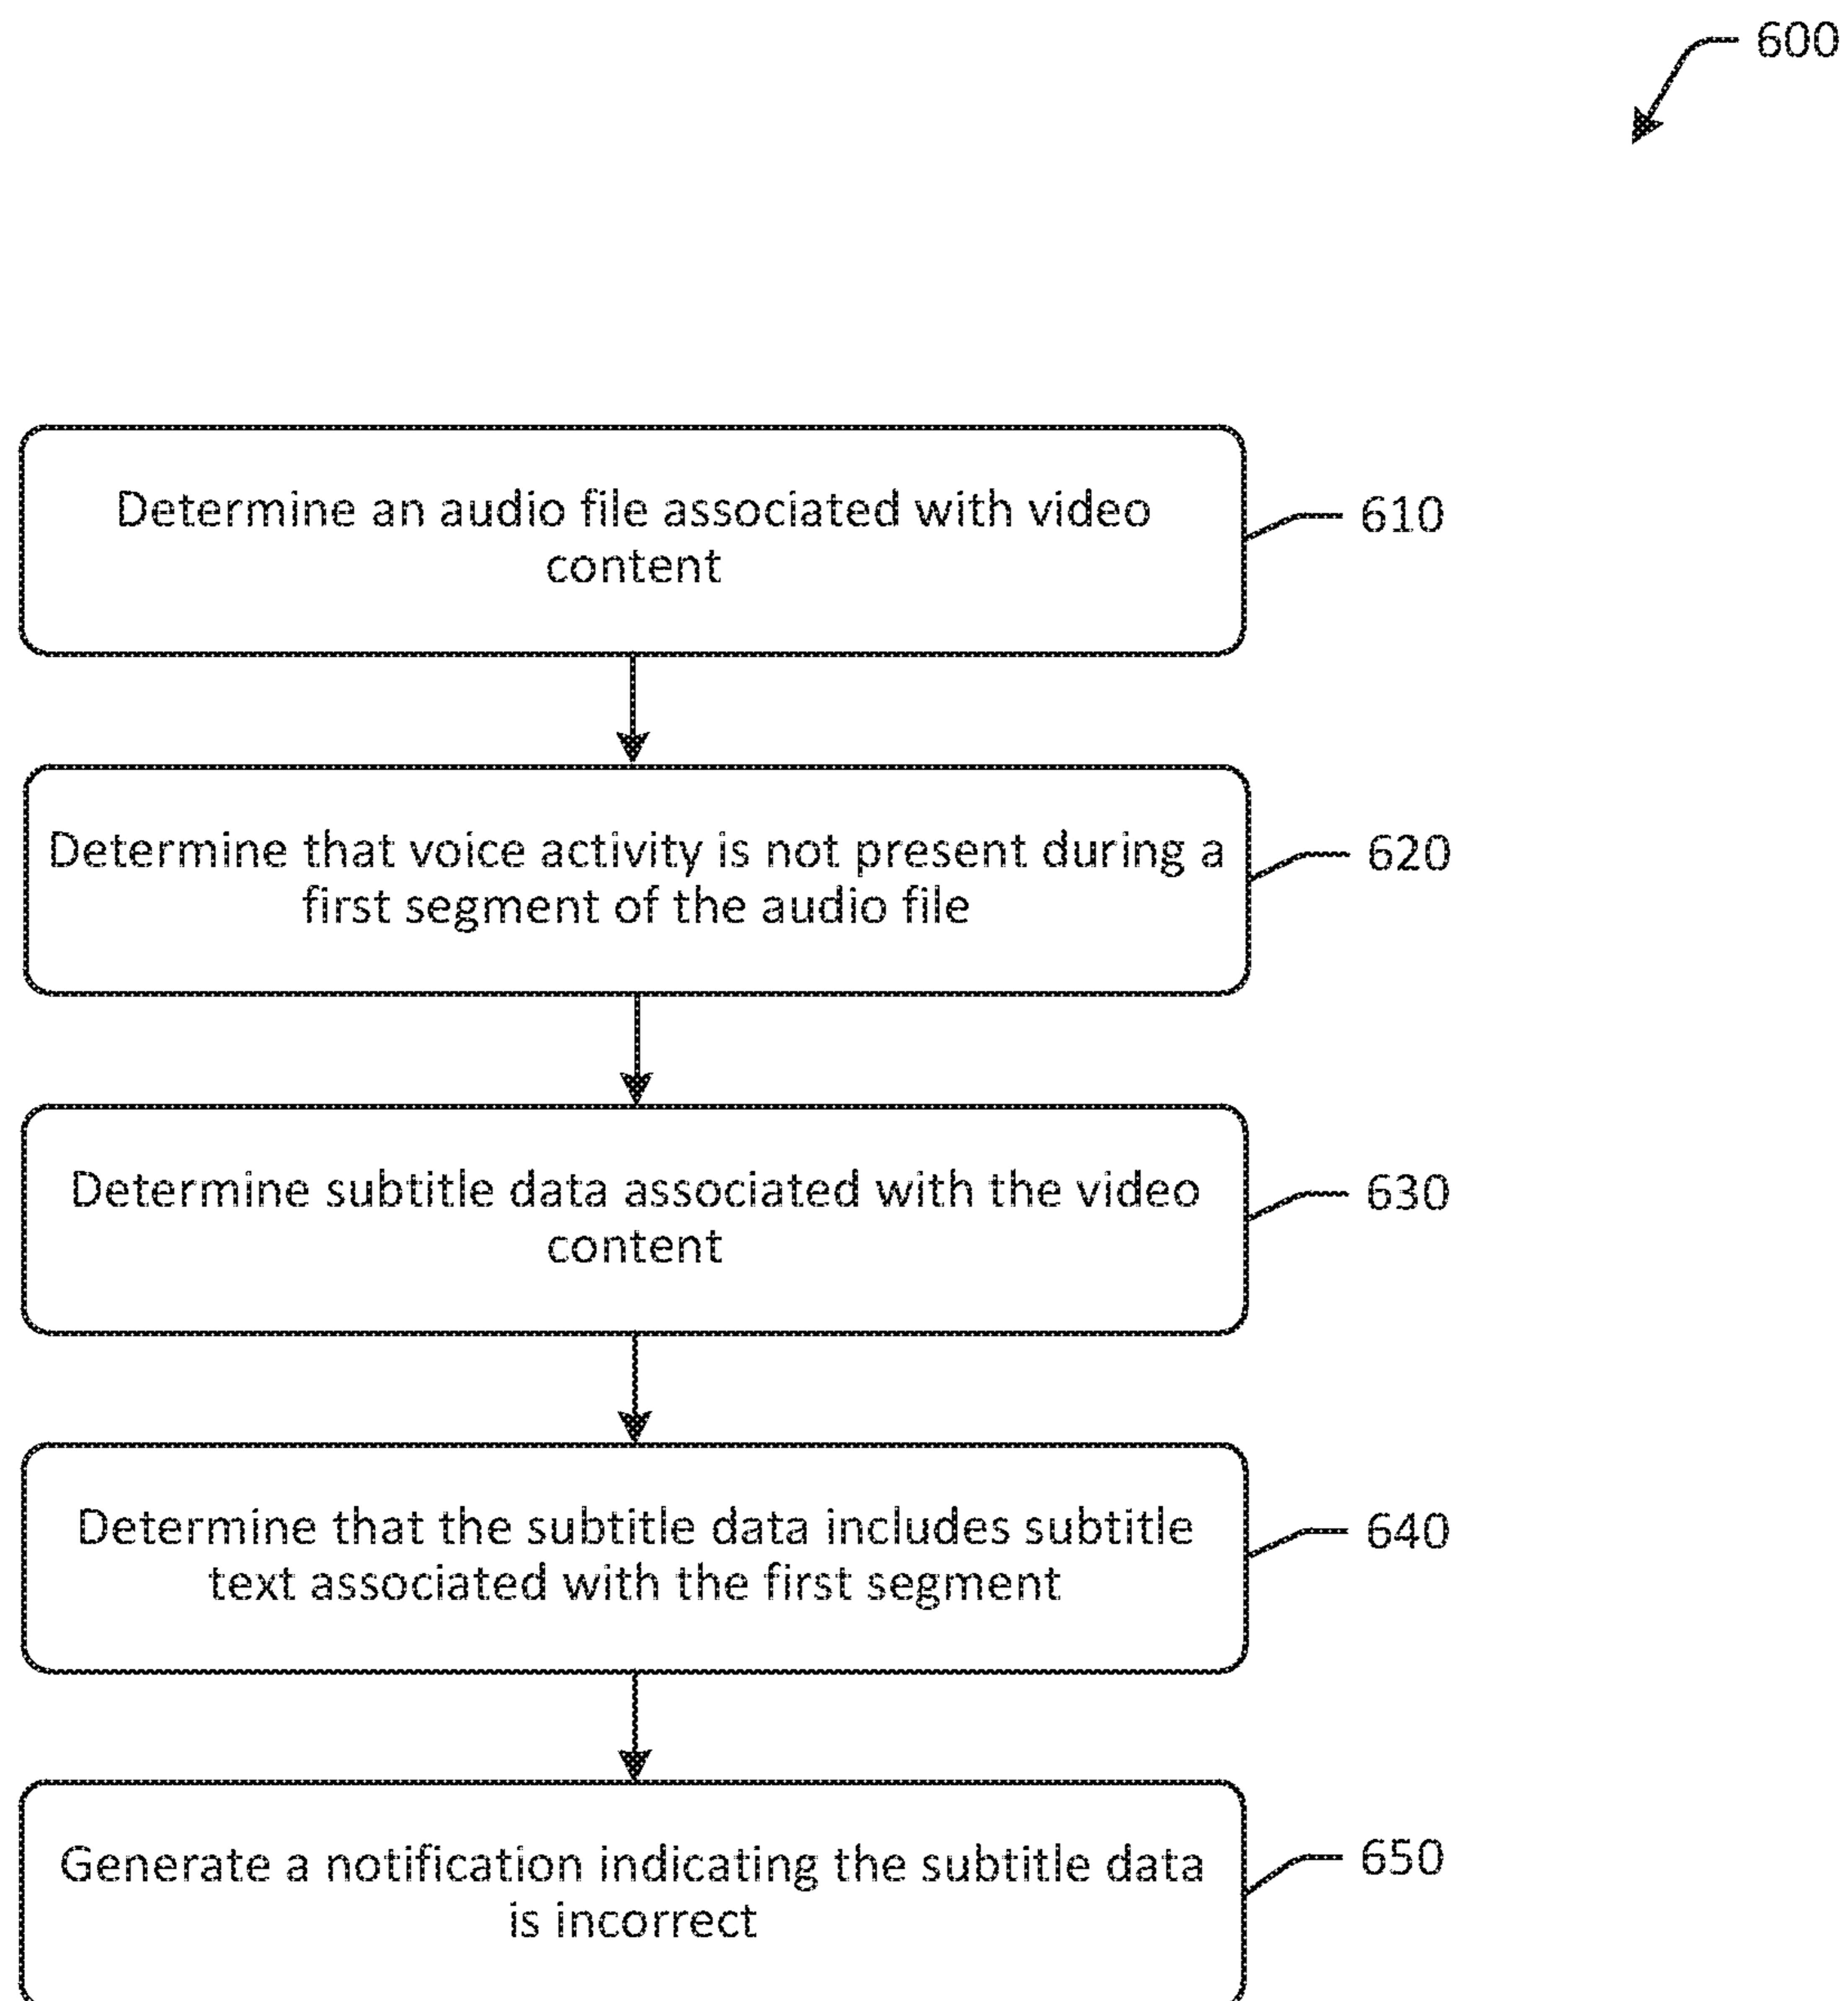 600
Determine an audio file associated with video
content
610
Determine that voice activity is not present during a
first segment of the audio file
620
Determine subtitle data associated with the video
content
630
Determine that the subtitle data includes subtitle
text associated with the first segment
640
Generate a notification indicating the subtitle data
is incorrect
650